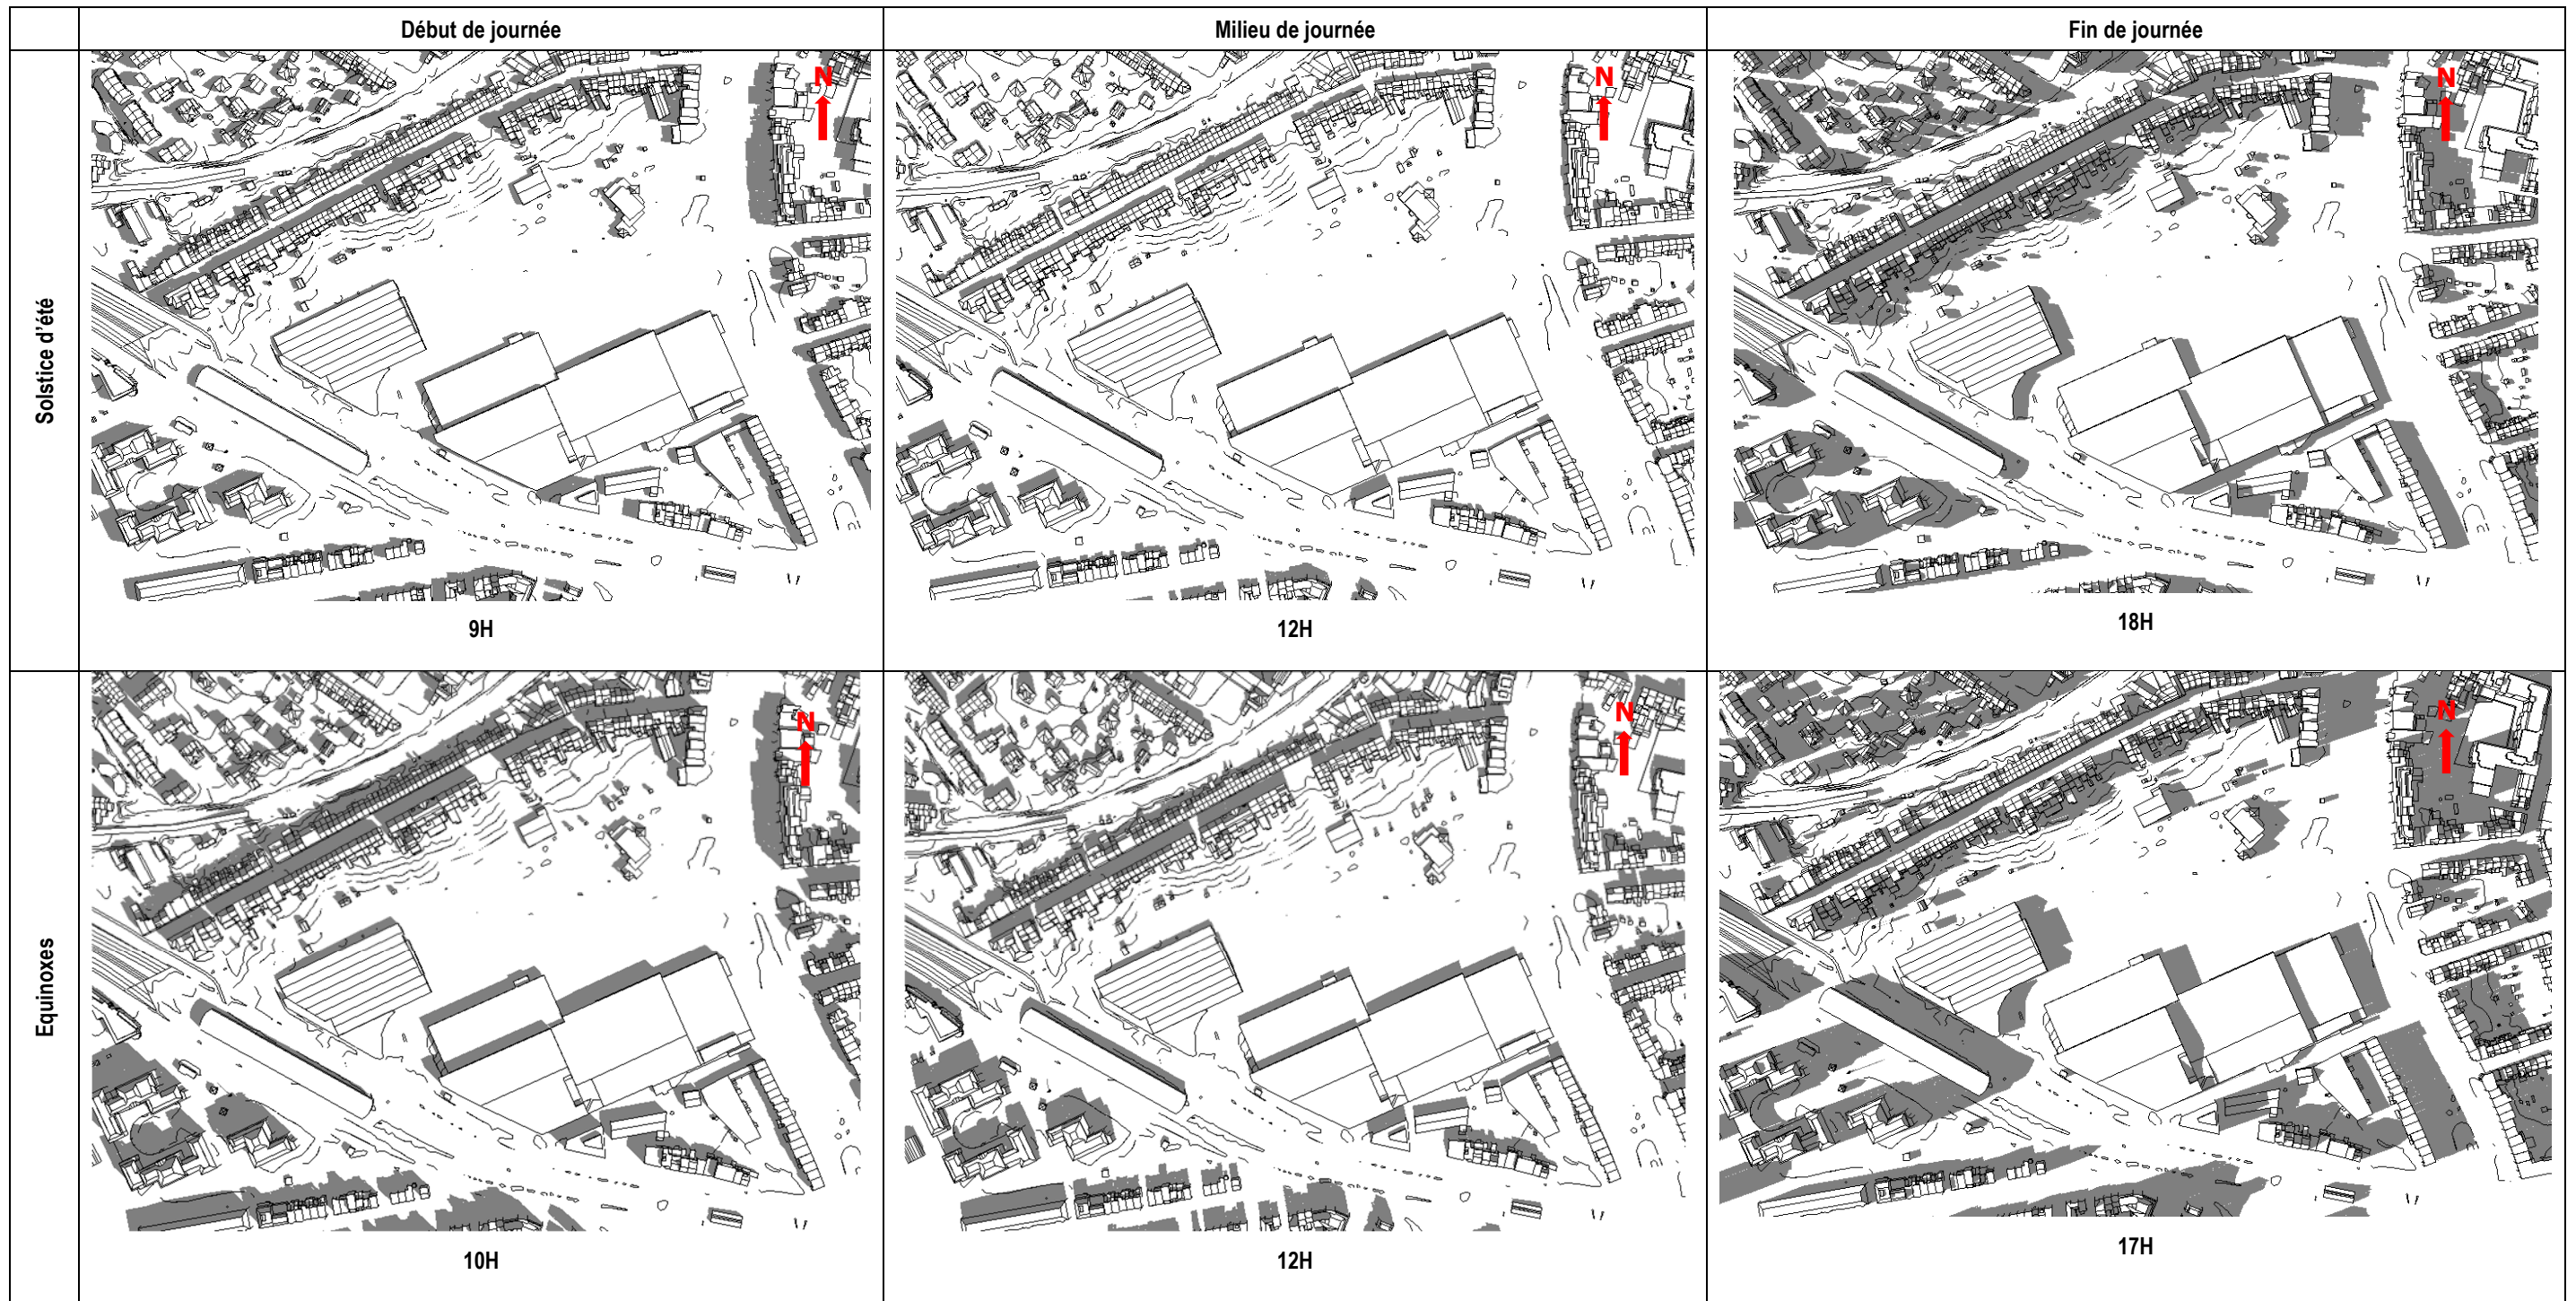 Début de journée
Milieu de journée
Fin de journée
Solstice d'été
N
N
N
9H
12H
18H
Equinoxes
N
N
N
10H
12H
17H